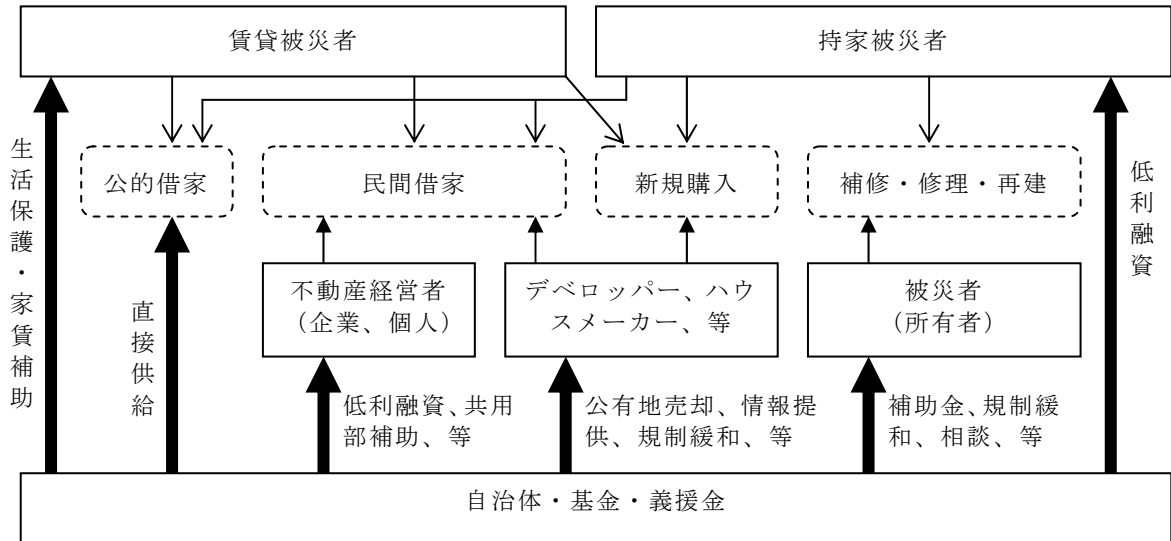 賃貸被災者
持家被災者
公的借家
民間借家
新規購入
補修・修理・再建
生活保護・家賃補助
直接供給
不動産経営者
(企業、個人)
デベロッパー、ハウ
スメーカー、等
被災者
(所有者)
低利融資
低利融資、共用
部補助、等
公有地売却、情報提
供、規制緩和、等
補助金、規制緩
和、相談、等
自治体・基金・義援金